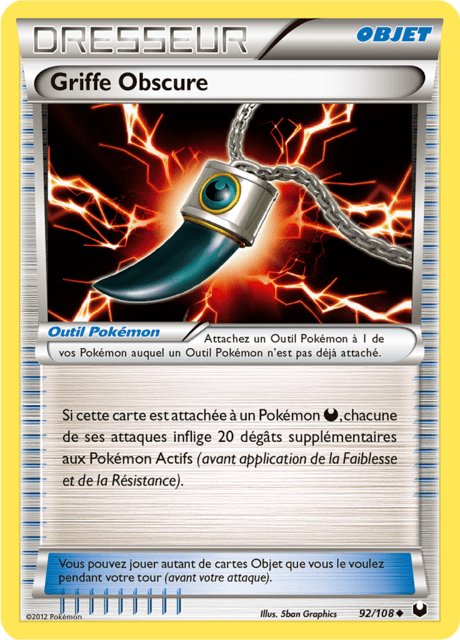 DRESSEUR
OBJET
Griffe Obscure
Outil Pokémon
Attachez un Outil Pokémon à 1 de
vos Pokémon auquel un Outil Pokémon n'est pas déjà attaché.
Si cette carte est attachée à un Pokémon , chacune
de ses attaques inflige 20 dégâts supplémentaires
aux Pokémon Actifs (avant application de la Faiblesse
et de la Résistance).
Vous pouvez jouer autant de cartes Objet que vous le voulez
pendant votre tour (avant votre attaque).
©2012 Pokémon
Illus. 5ban Graphics
92/108